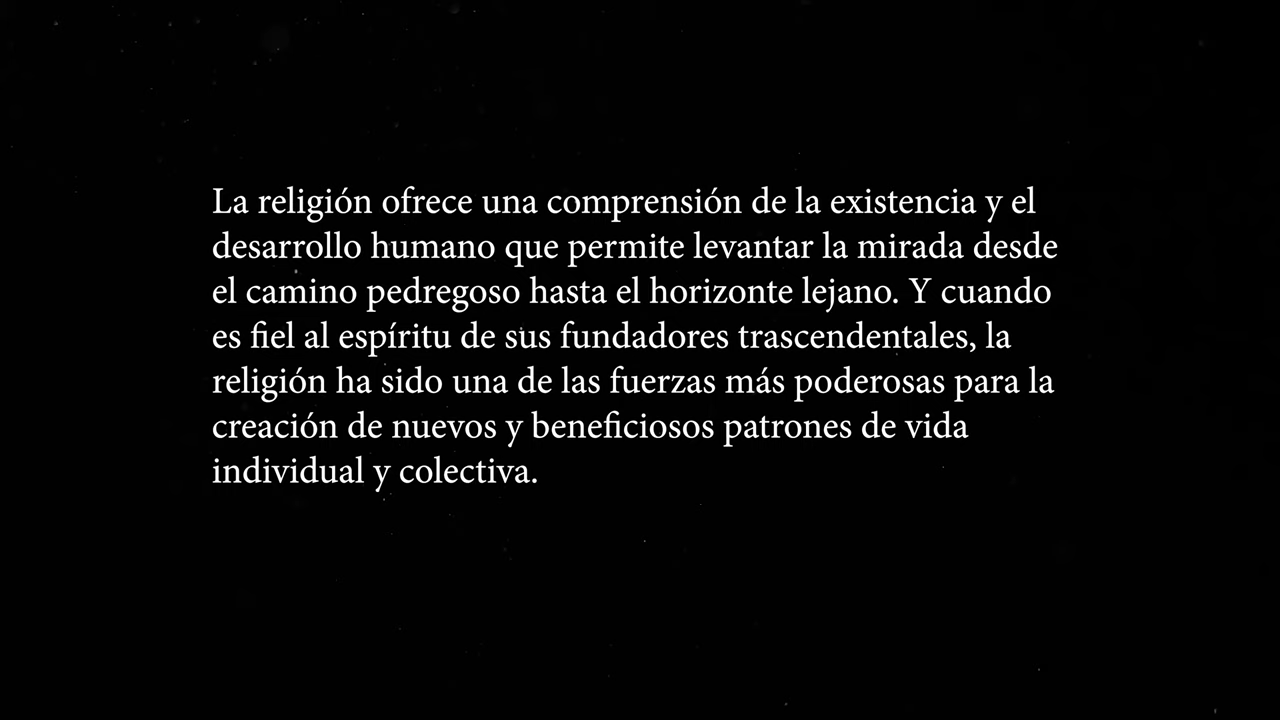 La religión ofrece una comprensión de la existencia y el
desarrollo humano que permite levantar la mirada desde
el camino pedregoso hasta el horizonte lejano. Y cuando
es fiel al espíritu de sus fundadores trascendentales, la
religión ha sido una de las fuerzas más poderosas para la
creación de nuevos y beneficiosos patrones de vida
individual y colectiva.